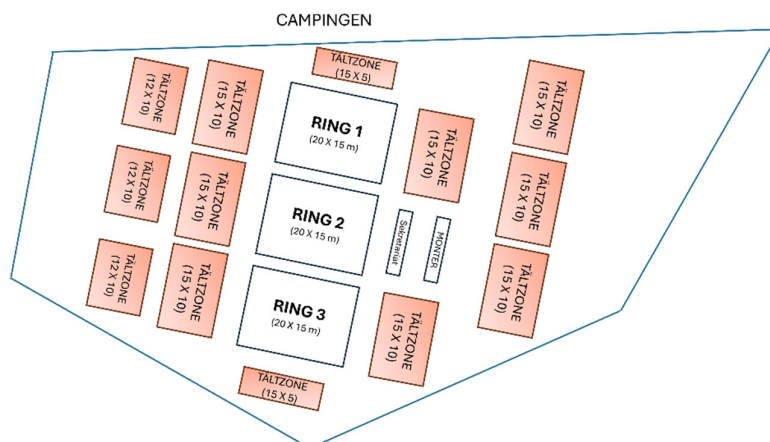 CAMPINGEN
TÄLTZONE
(15 X 5)
TÄLTZONE
(12 X 10)
TÄLTZONE
(15 X 10)
RING 1
(20 X 15 m)
TÄLTZONE
(15 X 10)
TÄLTZONE
(15 X 10)
TÄLTZONE
(12 X 10)
TÄLTZONE
(15 X 10)
RING 2
(20 X 15 m)
Sekretariat
MONTER
TÄLTZONE
(15 X 10)
TÄLTZONE
(12 X 10)
TÄLTZONE
(15 X 10)
RING 3
(20 X 15 m)
TÄLTZONE
(15 X 10)
TÄLTZONE
(15 X 10)
TÄLTZONE
(15 X 5)